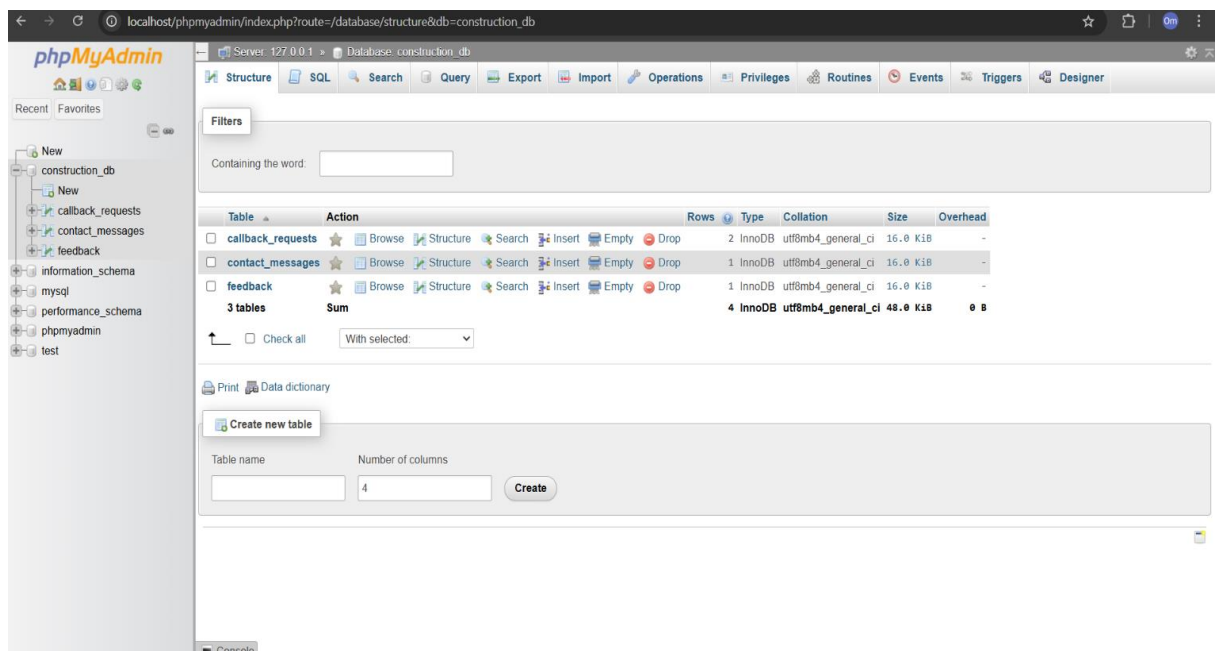 localhost/phpmyadmin/index.php?route=/database/structure&db=construction_db
Om
phpMyAdmin
Recent Favorites
New
construction_db
New
callback_requests
contact_messages
feedback
information_schema
mysql
performance_schema
phpmyadmin
test
Server: 127.0.0.1 » Database: construction_db
Structure SQL Search Query Export Import Operations Privileges Routines Events Triggers Designer
Filters
Containing the word:
Table Action Rows Type Collation Size Overhead
callback_requests Browse Structure Search Insert Empty Drop 2 InnoDB utf8mb4_general_ci 16.0 KiB -
contact_messages Browse Structure Search Insert Empty Drop 1 InnoDB utf8mb4_general_ci 16.0 KiB -
feedback Browse Structure Search Insert Empty Drop 1 InnoDB utf8mb4_general_ci 16.0 KiB -
3 tables Sum 4 InnoDB utf8mb4_general_ci 48.0 KiB 0 B
Check all With selected:
Print Data dictionary
Create new table
Table name Number of columns
4 Create
Console